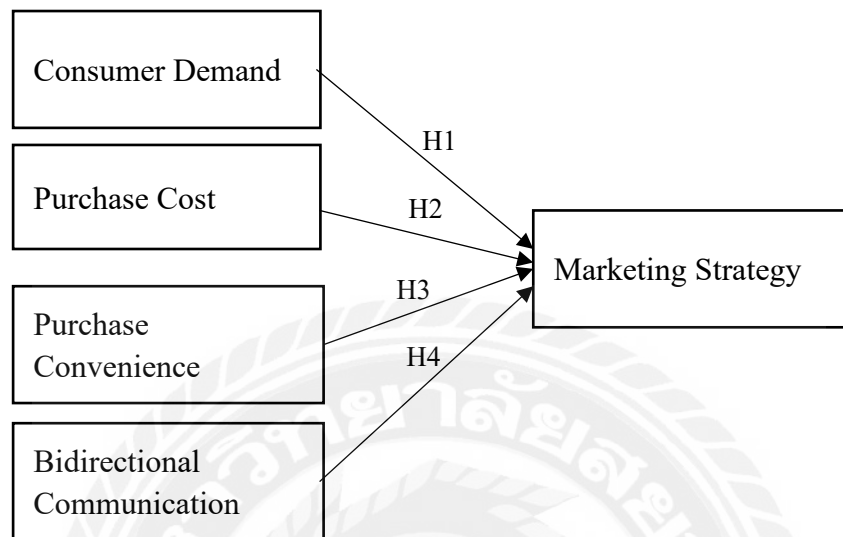 Consumer Demand
H1
Purchase Cost
H2
Marketing Strategy
H3
Purchase
Convenience
H4
Bidirectional
Communication